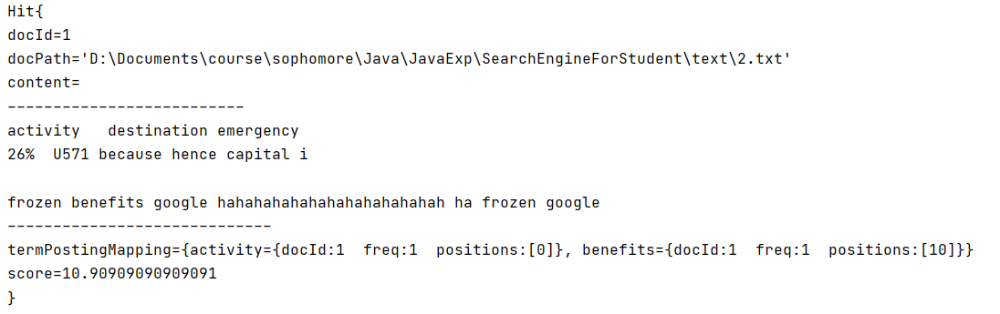 Hit{
docId=1
docPath='D:\Documents\course\sophomore\Java\JavaExp\SearchEngineForStudent\text\2.txt'
content=
--------------------------
activity   destination emergency
26%  U571 because hence capital i

frozen benefits google hahahahahahahahahahahahah ha frozen google
-----------------------------
termPostingMapping={activity={docId:1  freq:1  positions:[0]}, benefits={docId:1  freq:1  positions:[10]}}
score=10.90909090909091
}